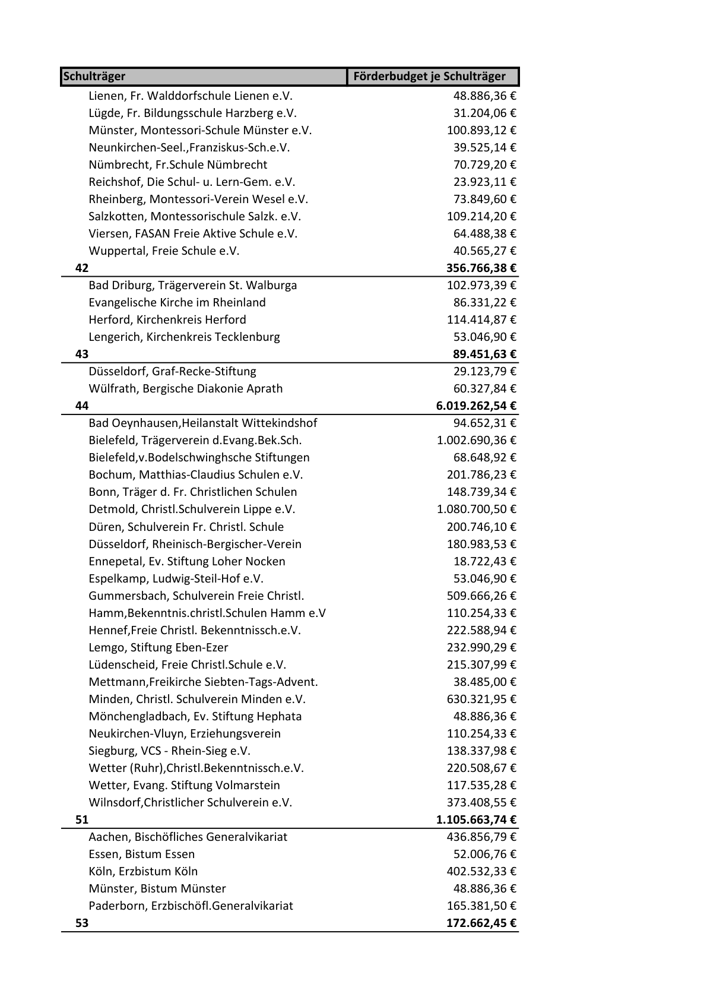 Schulträger Förderbudget je Schulträger
Lienen, Fr. Walddorfschule Lienen e.V. 48.886,36 €
Lügde, Fr. Bildungsschule Harzberg e.V. 31.204,06 €
Münster, Montessori-Schule Münster e.V. 100.893,12 €
Neunkirchen-Seel.,Franziskus-Sch.e.V. 39.525,14 €
Nümbrecht, Fr.Schule Nümbrecht 70.729,20 €
Reichshof, Die Schul- u. Lern-Gem. e.V. 23.923,11 €
Rheinberg, Montessori-Verein Wesel e.V. 73.849,60 €
Salzkotten, Montessorischule Salzk. e.V. 109.214,20 €
Viersen, FASAN Freie Aktive Schule e.V. 64.488,38 €
Wuppertal, Freie Schule e.V. 40.565,27 €
42 356.766,38 €
Bad Driburg, Trägerverein St. Walburga 102.973,39 €
Evangelische Kirche im Rheinland 86.331,22 €
Herford, Kirchenkreis Herford 114.414,87 €
Lengerich, Kirchenkreis Tecklenburg 53.046,90 €
43 89.451,63 €
Düsseldorf, Graf-Recke-Stiftung 29.123,79 €
Wülfrath, Bergische Diakonie Aprath 60.327,84 €
44 6.019.262,54 €
Bad Oeynhausen,Heilanstalt Wittekindshof 94.652,31 €
Bielefeld, Trägerverein d.Evang.Bek.Sch. 1.002.690,36 €
Bielefeld,v.Bodelschwinghsche Stiftungen 68.648,92 €
Bochum, Matthias-Claudius Schulen e.V. 201.786,23 €
Bonn, Träger d. Fr. Christlichen Schulen 148.739,34 €
Detmold, Christl.Schulverein Lippe e.V. 1.080.700,50 €
Düren, Schulverein Fr. Christl. Schule 200.746,10 €
Düsseldorf, Rheinisch-Bergischer-Verein 180.983,53 €
Ennepetal, Ev. Stiftung Loher Nocken 18.722,43 €
Espelkamp, Ludwig-Steil-Hof e.V. 53.046,90 €
Gummersbach, Schulverein Freie Christl. 509.666,26 €
Hamm,Bekenntnis.christl.Schulen Hamm e.V 110.254,33 €
Hennef,Freie Christl. Bekenntnissch.e.V. 222.588,94 €
Lemgo, Stiftung Eben-Ezer 232.990,29 €
Lüdenscheid, Freie Christl.Schule e.V. 215.307,99 €
Mettmann,Freikirche Siebten-Tags-Advent. 38.485,00 €
Minden, Christl. Schulverein Minden e.V. 630.321,95 €
Mönchengladbach, Ev. Stiftung Hephata 48.886,36 €
Neukirchen-Vluyn, Erziehungsverein 110.254,33 €
Siegburg, VCS - Rhein-Sieg e.V. 138.337,98 €
Wetter (Ruhr),Christl.Bekenntnissch.e.V. 220.508,67 €
Wetter, Evang. Stiftung Volmarstein 117.535,28 €
Wilnsdorf,Christlicher Schulverein e.V. 373.408,55 €
51 1.105.663,74 €
Aachen, Bischöfliches Generalvikariat 436.856,79 €
Essen, Bistum Essen 52.006,76 €
Köln, Erzbistum Köln 402.532,33 €
Münster, Bistum Münster 48.886,36 €
Paderborn, Erzbischöfl.Generalvikariat 165.381,50 €
53 172.662,45 €